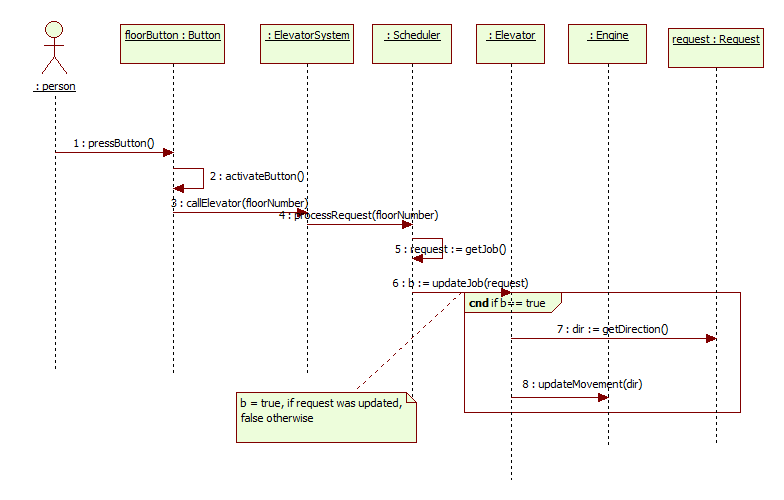 floorButton : Button
: ElevatorSystem
: Scheduler
: Elevator
: Engine
request : Request
: person
1 : pressButton()
2 : activateButton()
3 : callElevator(floorNumber)
4 : processRequest(floorNumber)
5 : request := getJob()
6 : b := updateJob(request)
cnd if b== true
7 : dir := getDirection()
8 : updateMovement(dir)
b = true, if request was updated,
false otherwise